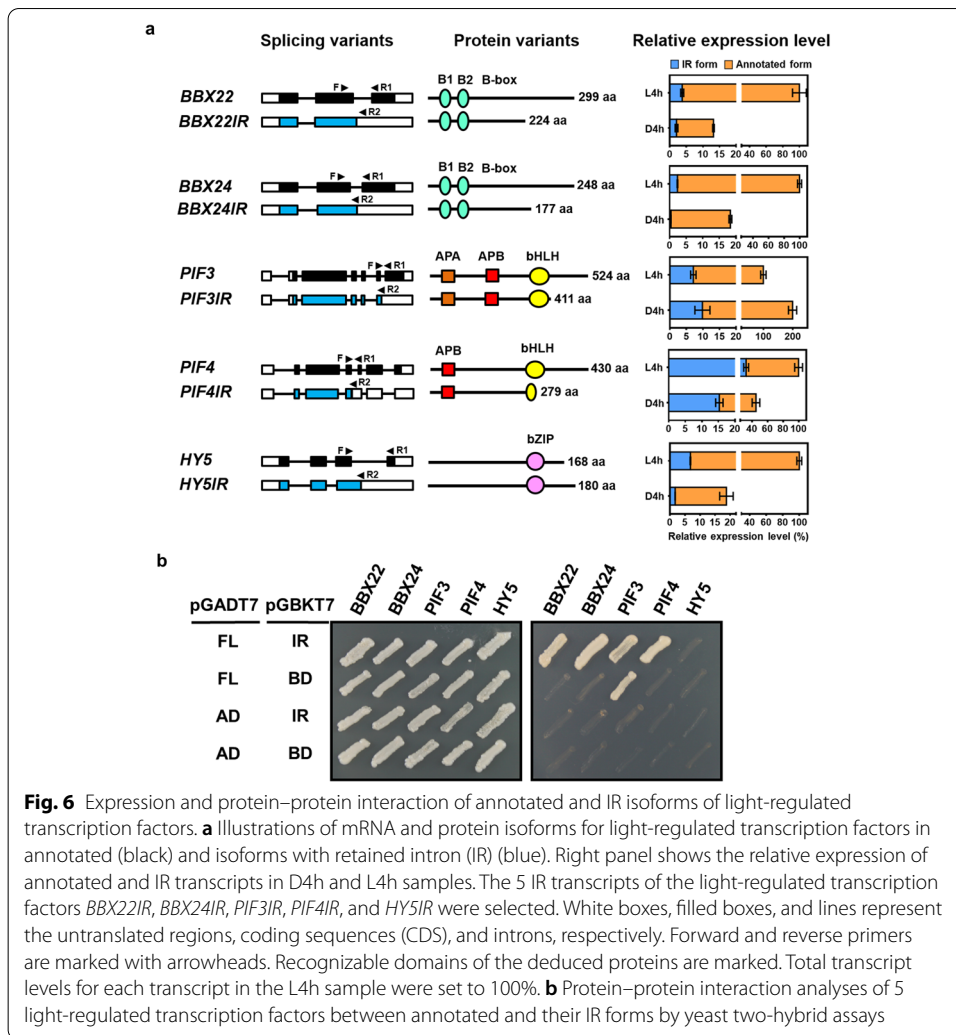 a
Splicing variants Protein variants Relative expression level
IR form Annotated form
B1 B2 B-box
BBX22 F R1 299 aa L4h
BBX22IR R2 224 aa D4h
0 5 10 15 20 40 60 80 100
B1 B2 B-box
BBX24 F R1 248 aa L4h
BBX24IR R2 177 aa D4h
0 5 10 15 20 40 60 80 100
APA APB bHLH
PIF3 F R1 524 aa L4h
PIF3IR R2 411 aa D4h
0 5 10 15 20 100 200
APB bHLH
PIF4 F R1 430 aa L4h
PIF4IR R2 279 aa D4h
0 5 10 15 20 40 60 80 100
bZIP
HY5 F R1 168 aa L4h
HY5IR R2 180 aa D4h
0 5 10 15 20 40 60 80 100
Relative expression level (%)
b
pGADT7 pGBKT7 BBX22 BBX24 PIF3 PIF4 HY5 BBX22 BBX24 PIF3 PIF4 HY5
FL IR
FL BD
AD IR
AD BD
Fig. 6 Expression and protein–protein interaction of annotated and IR isoforms of light-regulated
transcription factors. a Illustrations of mRNA and protein isoforms for light-regulated transcription factors in
annotated (black) and isoforms with retained intron (IR) (blue). Right panel shows the relative expression of
annotated and IR transcripts in D4h and L4h samples. The 5 IR transcripts of the light-regulated transcription
factors BBX22IR, BBX24IR, PIF3IR, PIF4IR, and HY5IR were selected. White boxes, filled boxes, and lines represent
the untranslated regions, coding sequences (CDS), and introns, respectively. Forward and reverse primers
are marked with arrowheads. Recognizable domains of the deduced proteins are marked. Total transcript
levels for each transcript in the L4h sample were set to 100%. b Protein–protein interaction analyses of 5
light-regulated transcription factors between annotated and their IR forms by yeast two-hybrid assays